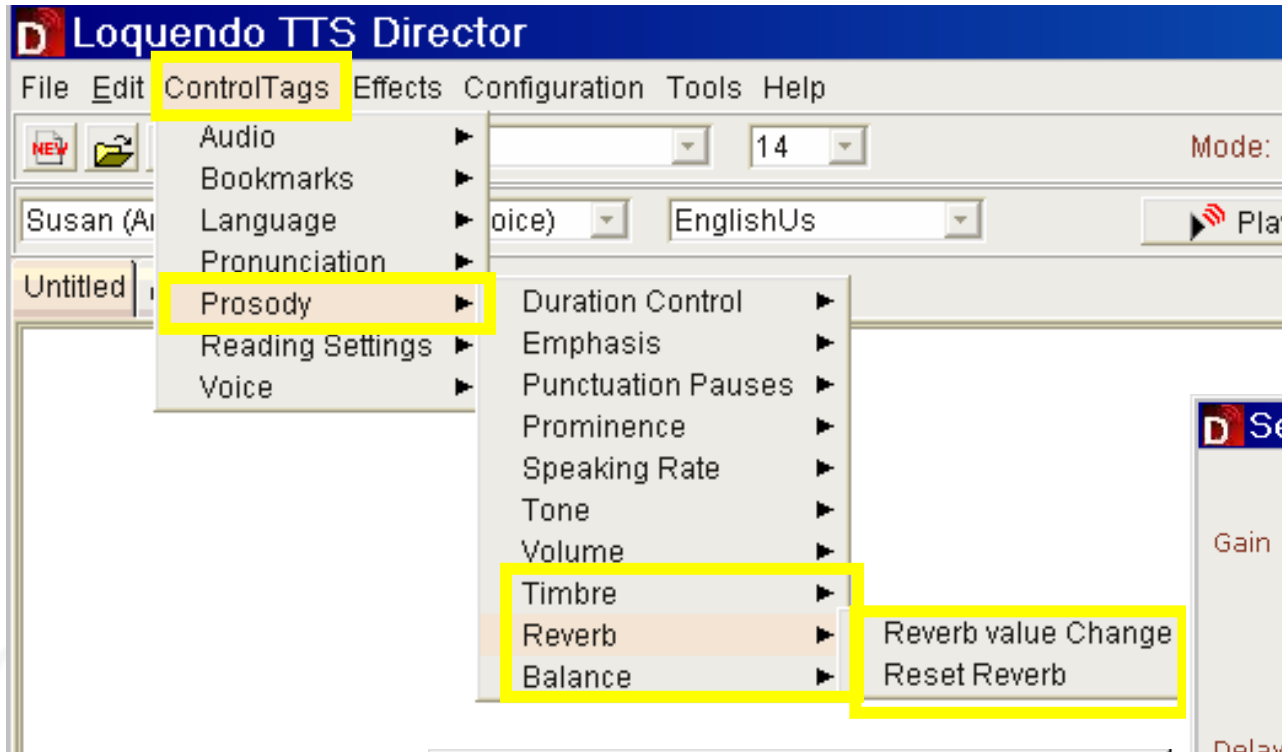 Loquendo TTS Director
File Edit ControlTags Effects Configuration Tools Help
NEW 14 Mode:
Susan EnglishUs
Untitled
Audio
Bookmarks
Language
Pronunciation
Prosody
Reading Settings
Voice
Duration Control
Emphasis
Punctuation Pauses
Prominence
Speaking Rate
Tone
Volume
Timbre
Reverb
Balance
Reverb value Change
Reset Reverb
Gain